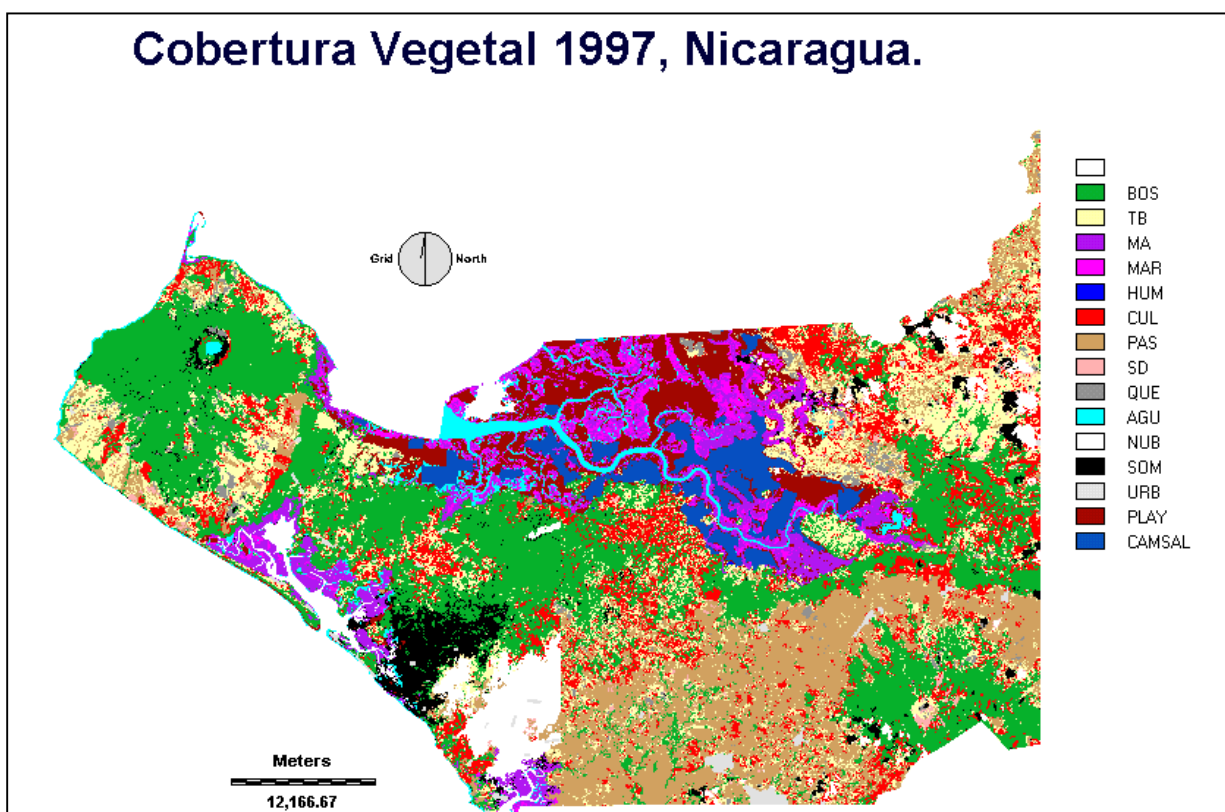 Cobertura Vegetal 1997, Nicaragua.
Grid North
BOS
TB
MA
MAR
HUM
CUL
PAS
SD
QUE
AGU
NUB
SOM
URB
PLAY
CAMSAL
Meters
12,166.67